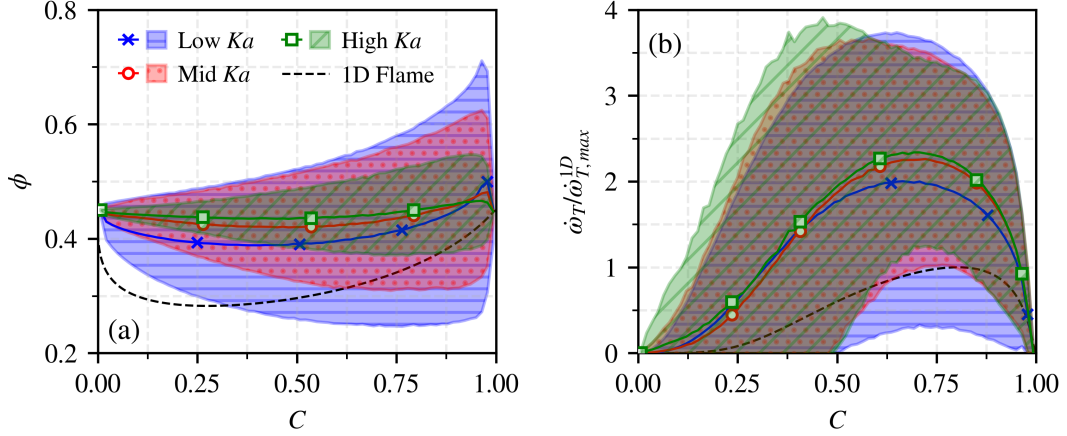 0.8
0.6
0.4
0.2
ϕ
Low Ka
Mid Ka
High Ka
1D Flame
(a)
0.00
0.25
0.50
0.75
1.00
C
4
3
2
1
0
ω̇_T/ω̇^{1D}_{T,max}
(b)
0.00
0.25
0.50
0.75
1.00
C